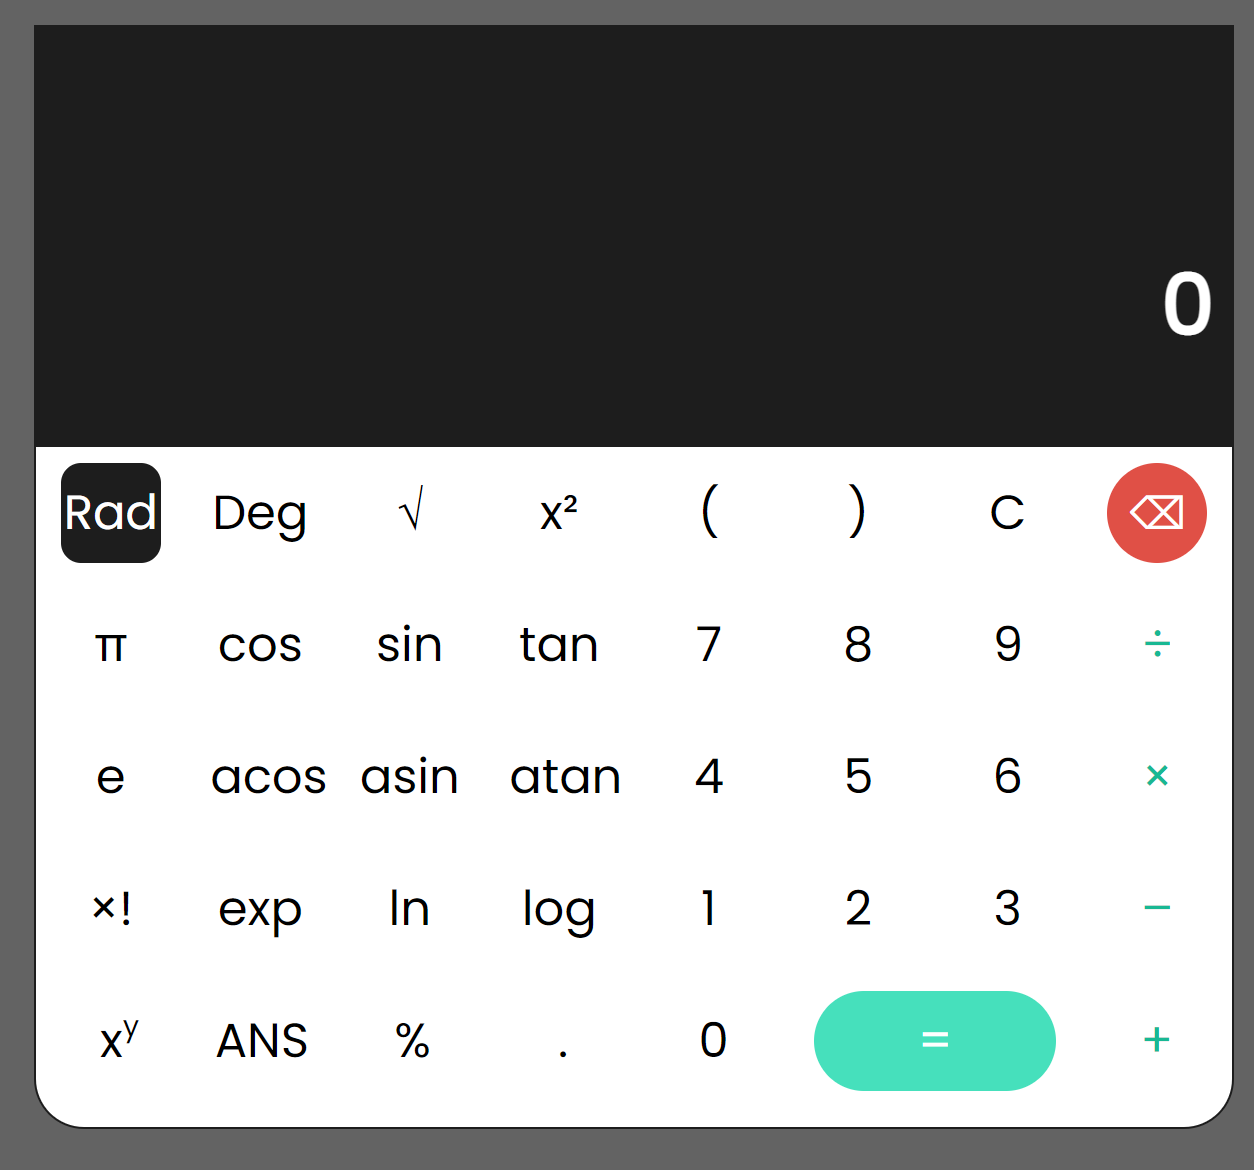 0
Rad Deg √ x² ( ) C ⌫
π cos sin tan 7 8 9 ÷
e acos asin atan 4 5 6 ×
×! exp ln log 1 2 3 −
xʸ ANS % . 0 = +